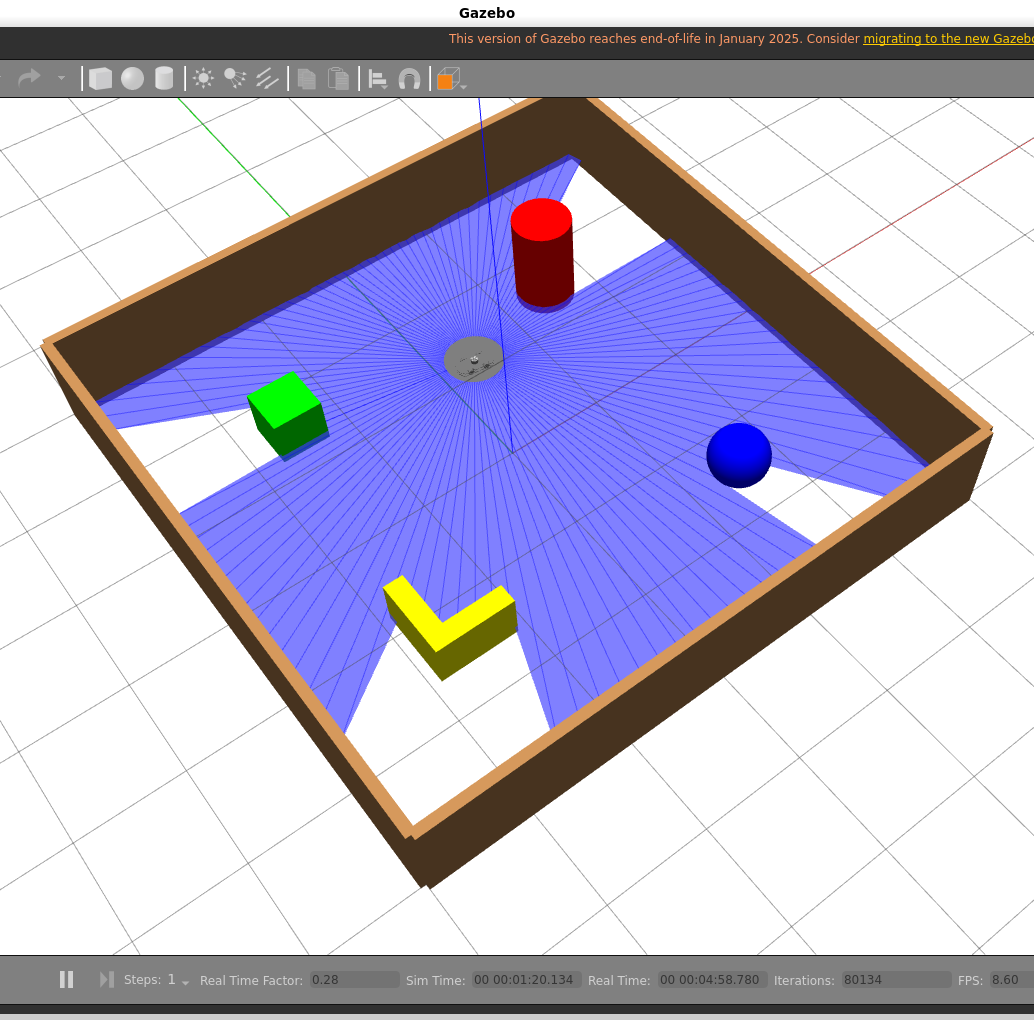 Gazebo
This version of Gazebo reaches end-of-life in January 2025. Consider migrating to the new Gazebo
Steps: 1 Real Time Factor: 0.28 Sim Time: 00 00:01:20.134 Real Time: 00 00:04:58.780 Iterations: 80134 FPS: 8.60